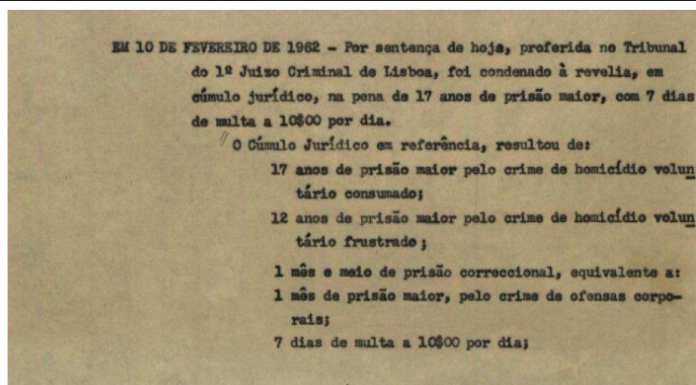 EM 10 DE FEVEREIRO DE 1962 - Por sentença de hoje, proferida no Tribunal
do 1º Juizo Criminal de Lisboa, foi condenado à revelia, em
cúmulo jurídico, na pena de 17 anos de prisão maior, com 7 dias
de multa a 10$00 por dia.
O Cúmulo Jurídico em referência, resultou de:
17 anos de prisão maior pelo crime de homicídio volun
tário consumado;
12 anos de prisão maior pelo crime de homicídio volun
tário frustrado;
1 mês e meio de prisão correccional, equivalente a:
1 mês de prisão maior, pelo crime de ofensas corpo-
rais;
7 dias de multa a 10$00 por dia;